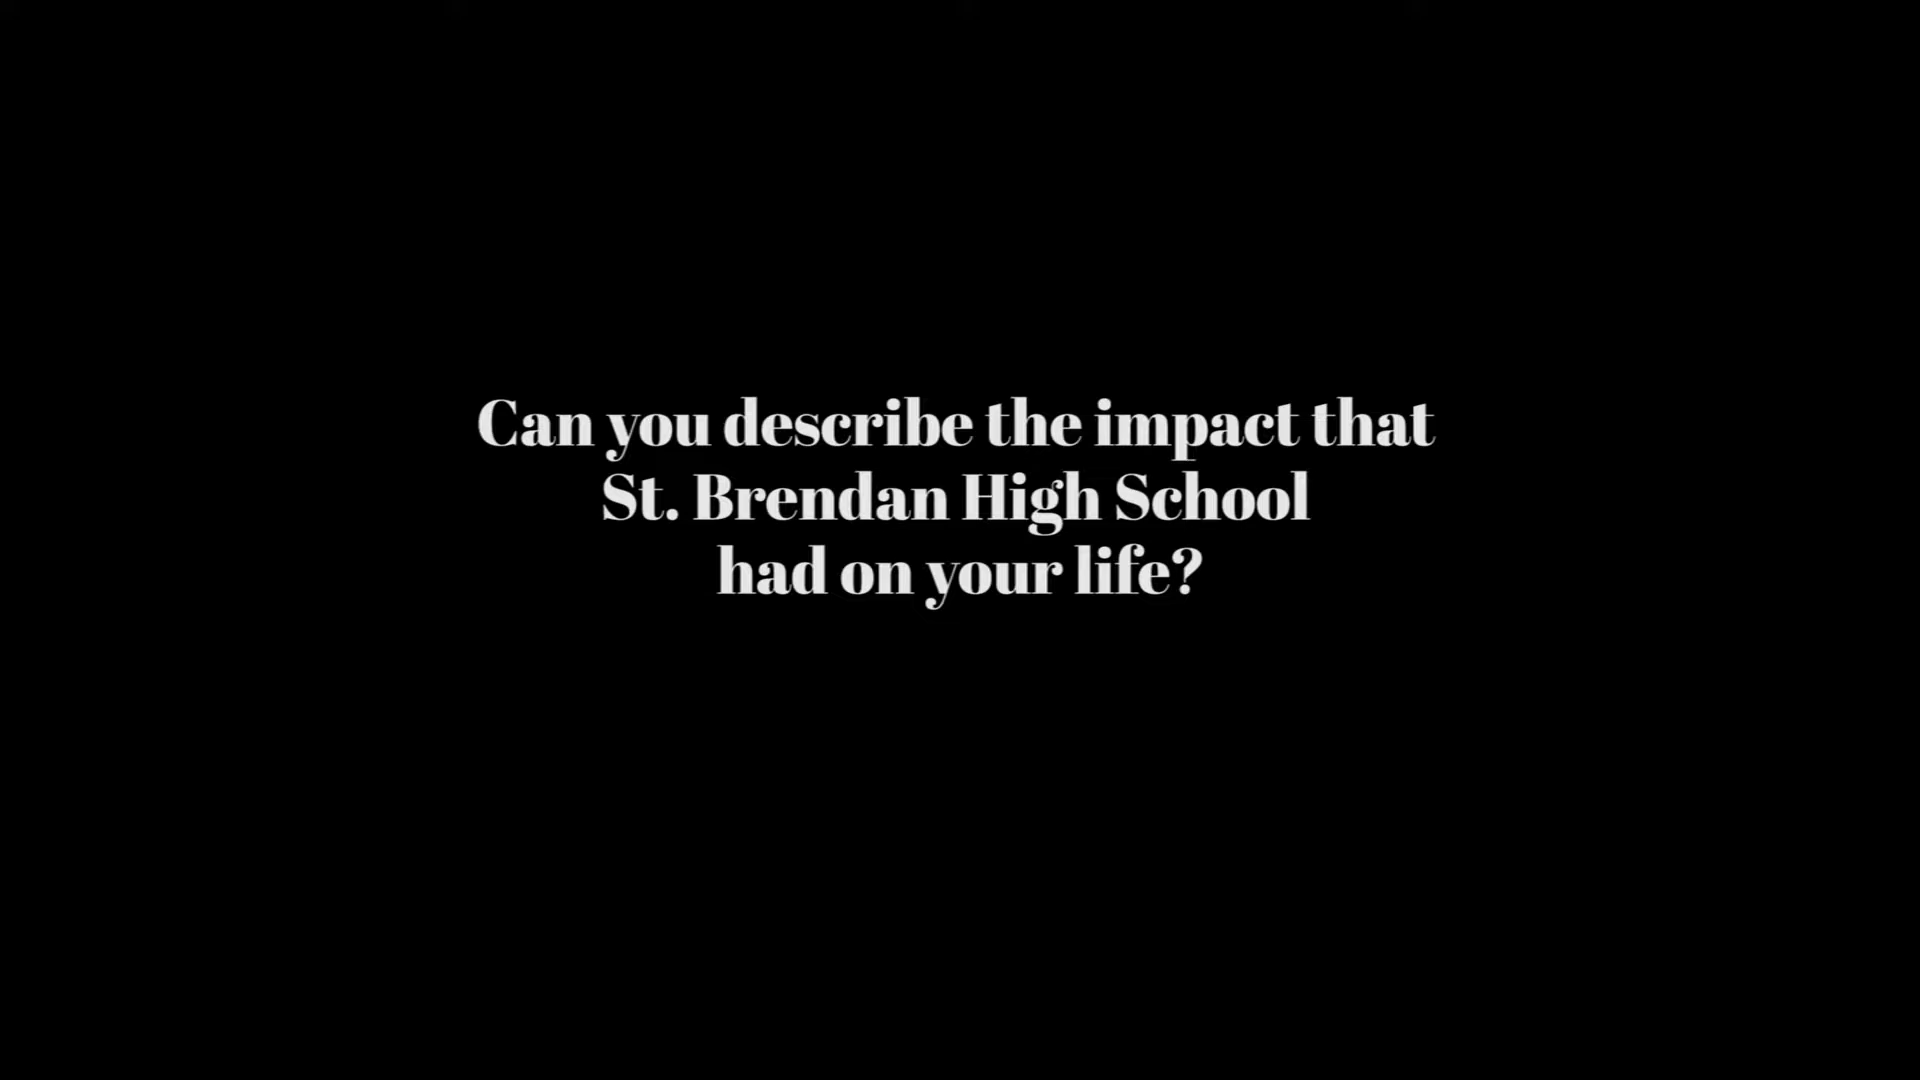 Can you describe the impact that
St. Brendan High School
had on your life?